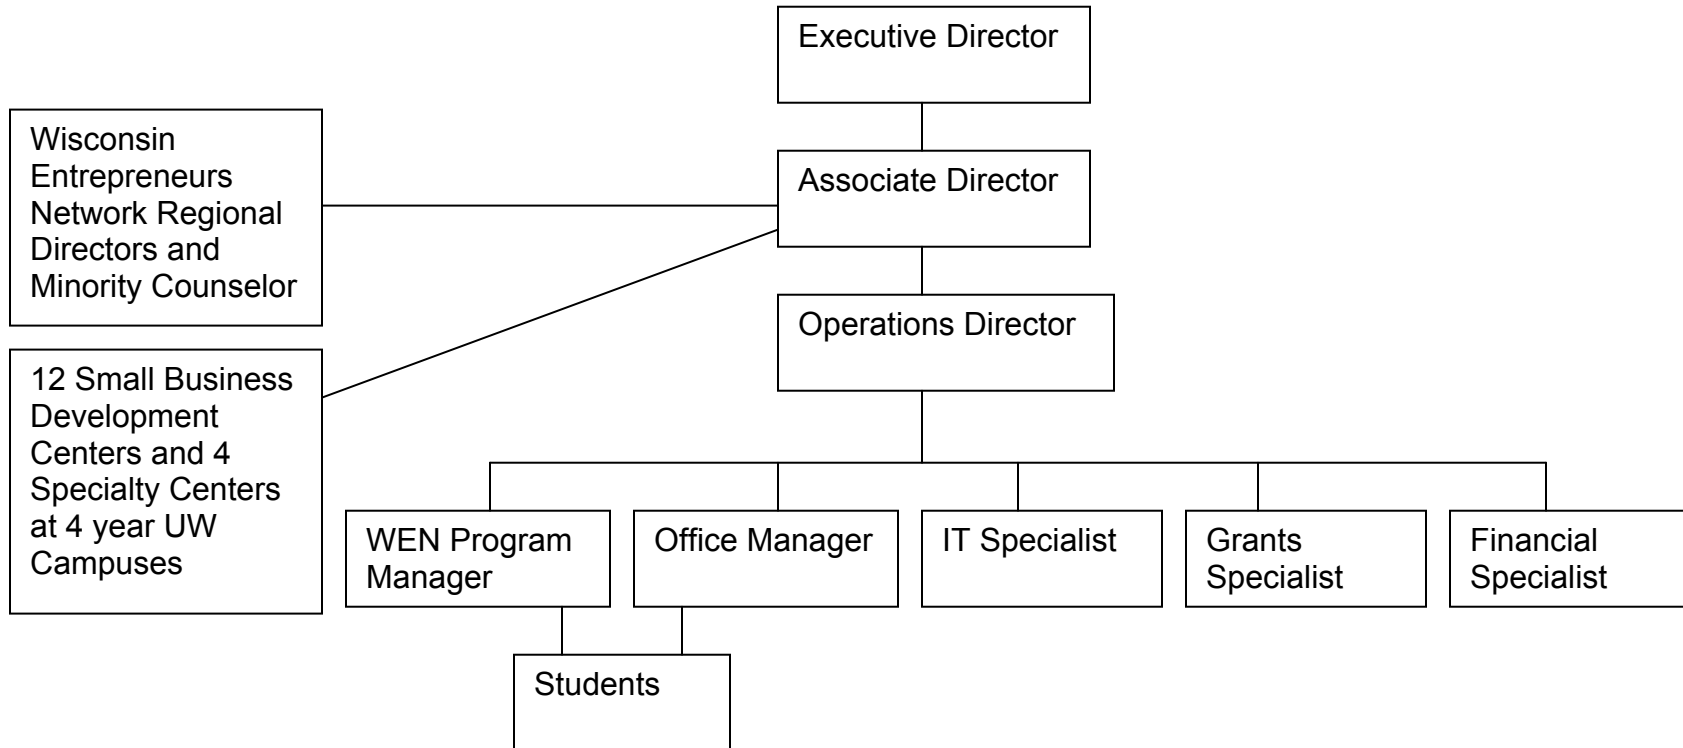 Executive Director
Wisconsin
Entrepreneurs
Network Regional
Directors and
Minority Counselor
Associate Director
Operations Director
12 Small Business
Development
Centers and 4
Specialty Centers
at 4 year UW
Campuses
WEN Program
Manager
Office Manager
IT Specialist
Grants
Specialist
Financial
Specialist
Students